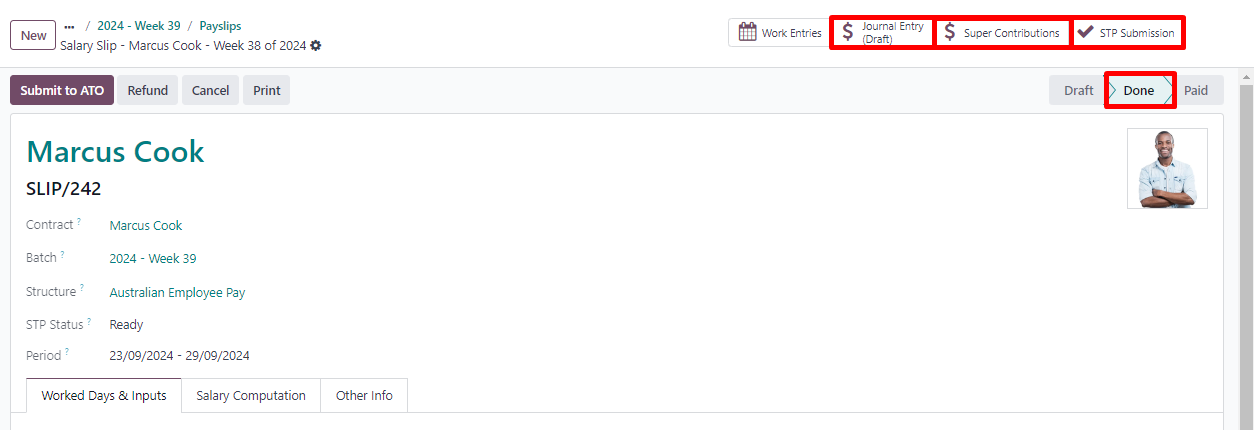 New
... / 2024 - Week 39 / Payslips
Salary Slip - Marcus Cook - Week 38 of 2024
Work Entries
Journal Entry
(Draft)
Super Contributions
STP Submission
Submit to ATO
Refund
Cancel
Print
Draft
Done
Paid
Marcus Cook
SLIP/242
Contract ? Marcus Cook
Batch ? 2024 - Week 39
Structure ? Australian Employee Pay
STP Status ? Ready
Period ? 23/09/2024 - 29/09/2024
Worked Days & Inputs
Salary Computation
Other Info